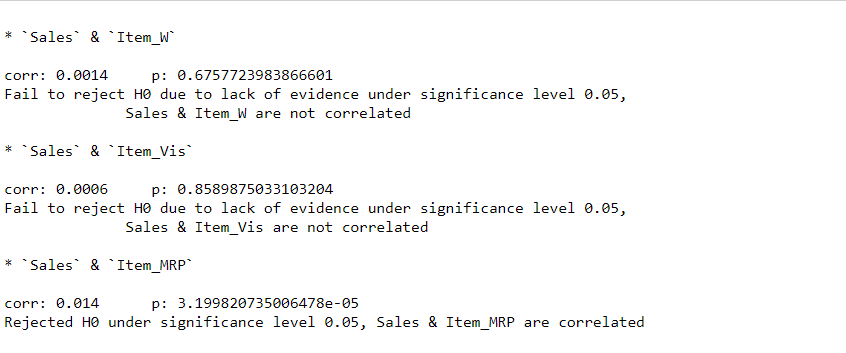 * `Sales` & `Item_W`
corr: 0.0014     p: 0.6757723983866601
Fail to reject H0 due to lack of evidence under significance level 0.05,
              Sales & Item_W are not correlated
* `Sales` & `Item_Vis`
corr: 0.0006     p: 0.8589875033103204
Fail to reject H0 due to lack of evidence under significance level 0.05,
              Sales & Item_Vis are not correlated
* `Sales` & `Item_MRP`
corr: 0.014      p: 3.199820735006478e-05
Rejected H0 under significance level 0.05, Sales & Item_MRP are correlated